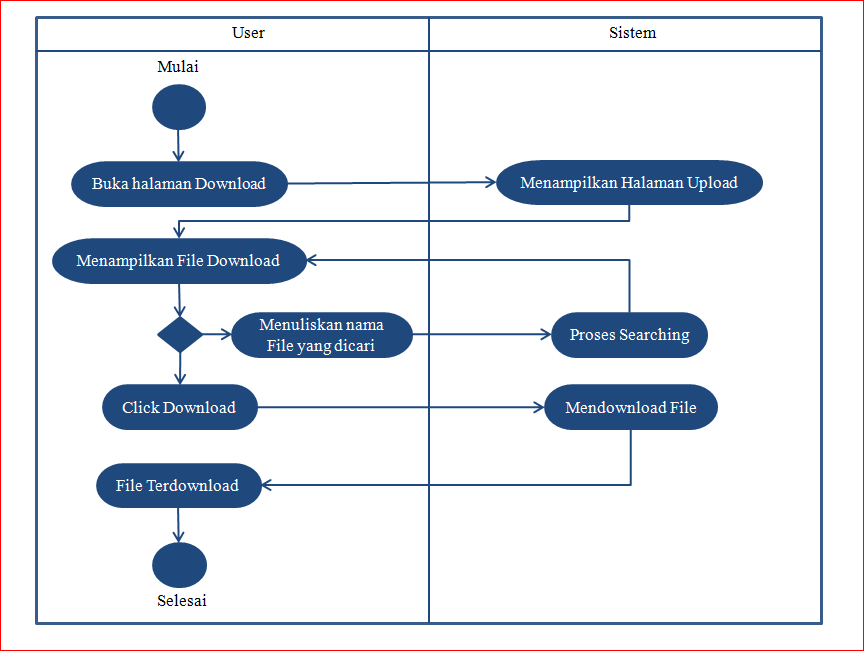 User
Sistem
Mulai
Buka halaman Download
Menampilkan Halaman Upload
Menampilkan File Download
Menuliskan nama
File yang dicari
Proses Searching
Click Download
Mendownload File
File Terdownload
Selesai